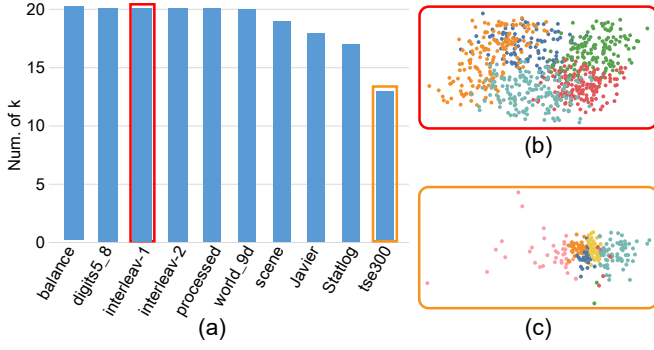 20
15
10
5
0
Num. of k
balance
digits5_8
interleav-1
interleav-2
processed
world_9d
scene
Javier
Statlog
tse300
(a)
(b)
(c)